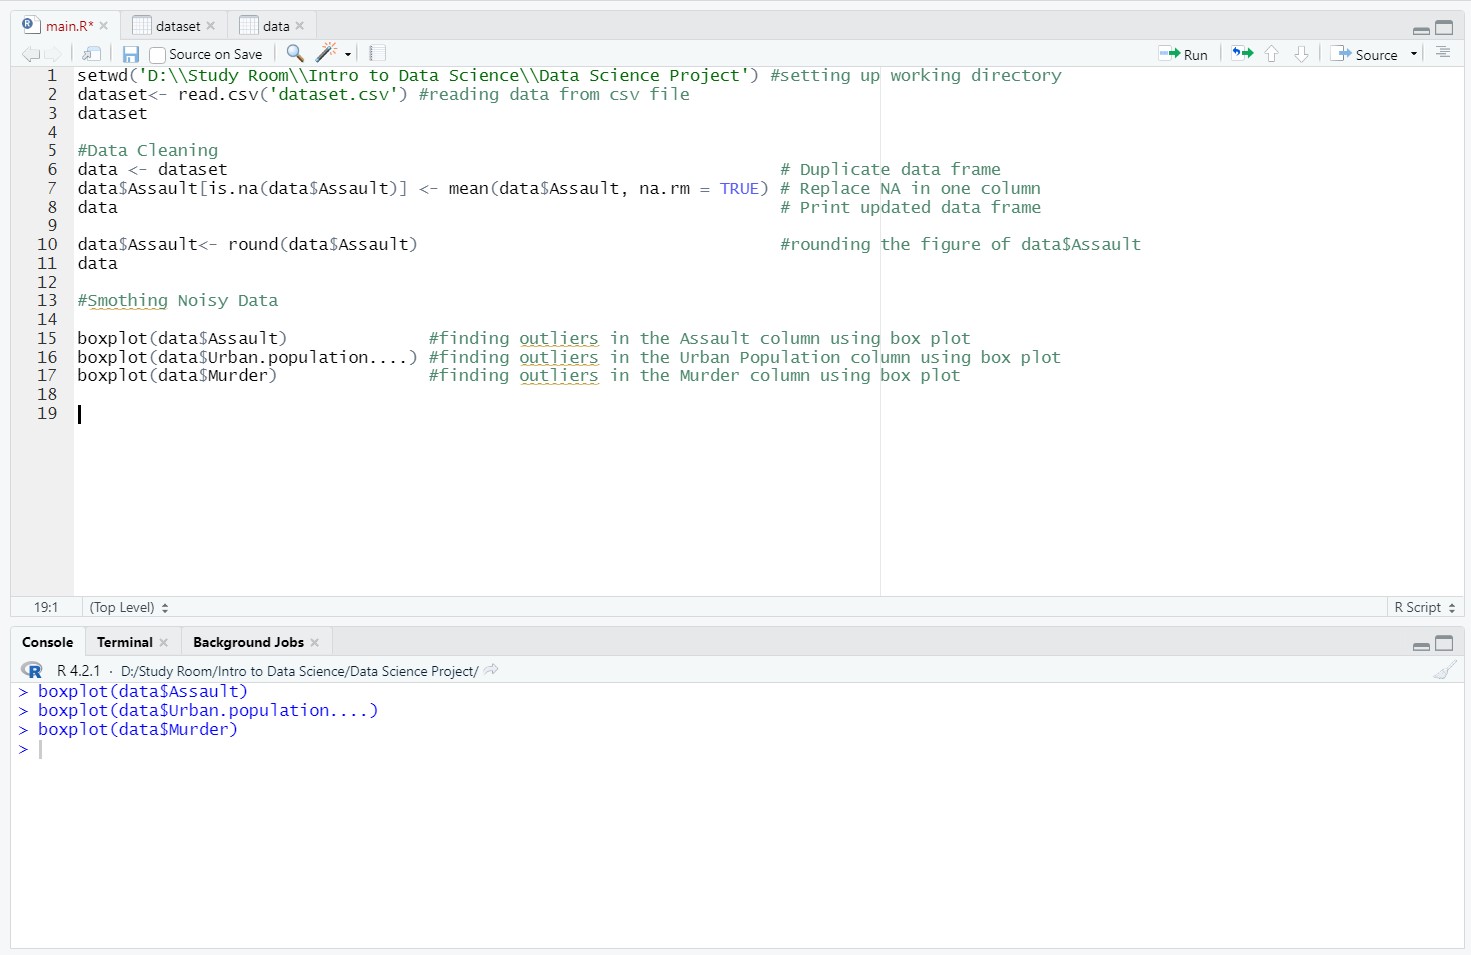 main.R*
dataset
data
Source on Save
Run
Source
1 setwd('D:\\Study Room\\Intro to Data Science\\Data Science Project') #setting up working directory
2 dataset<- read.csv('dataset.csv') #reading data from csv file
3 dataset
4
5 #Data Cleaning
6 data <- dataset # Duplicate data frame
7 data$Assault[is.na(data$Assault)] <- mean(data$Assault, na.rm = TRUE) # Replace NA in one column
8 data # Print updated data frame
9
10 data$Assault<- round(data$Assault) #rounding the figure of data$Assault
11 data
12
13 #Smothing Noisy Data
14
15 boxplot(data$Assault) #finding outliers in the Assault column using box plot
16 boxplot(data$Urban.population....) #finding outliers in the Urban Population column using box plot
17 boxplot(data$Murder) #finding outliers in the Murder column using box plot
18
19
19:1 (Top Level) R Script
Console Terminal Background Jobs
R R 4.2.1 · D:/Study Room/Intro to Data Science/Data Science Project/
> boxplot(data$Assault)
> boxplot(data$Urban.population....)
> boxplot(data$Murder)
>